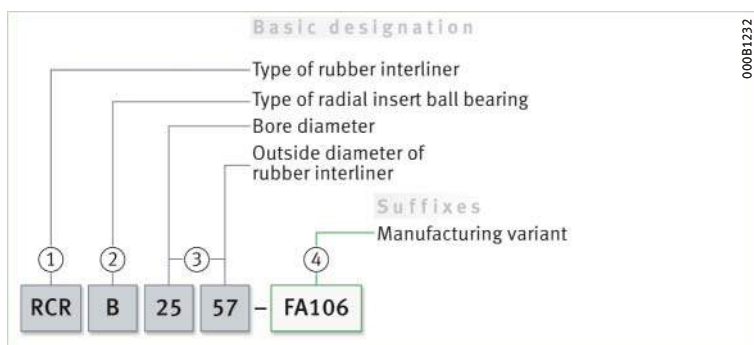 Basic designation
Type of rubber interliner
Type of radial insert ball bearing
Bore diameter
Outside diameter of
rubber interliner
Suffixes
Manufacturing variant
1 2 3 4
RCR B 25 57 – FA106
000B1232